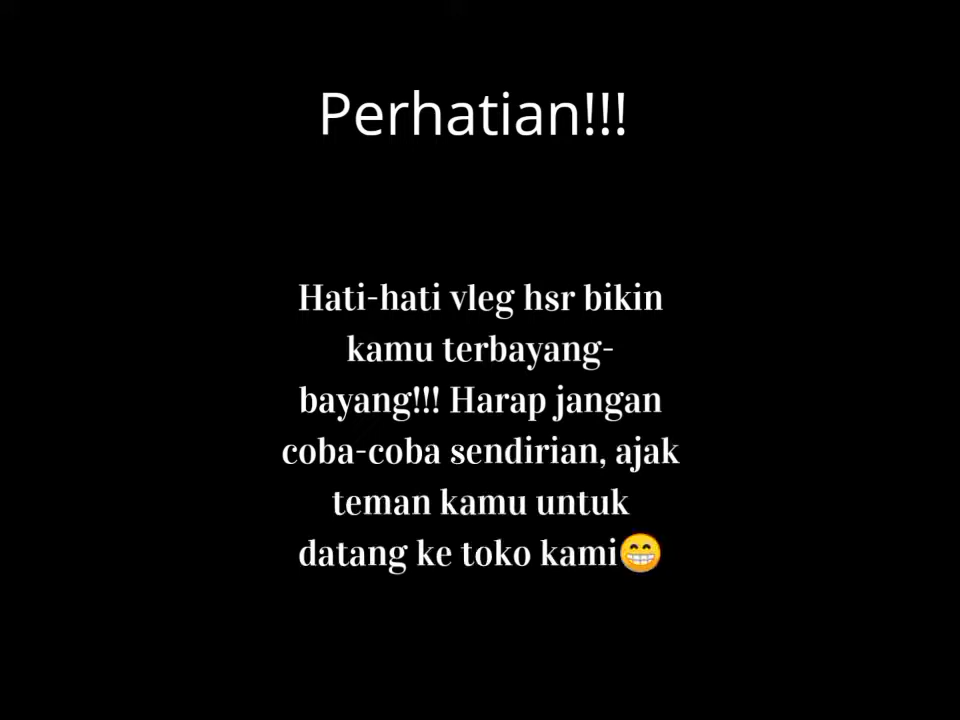 Perhatian!!!
Hati-hati vleg hsr bikin
kamu terbayang-
bayang!!! Harap jangan
coba-coba sendirian, ajak
teman kamu untuk
datang ke toko kami😁